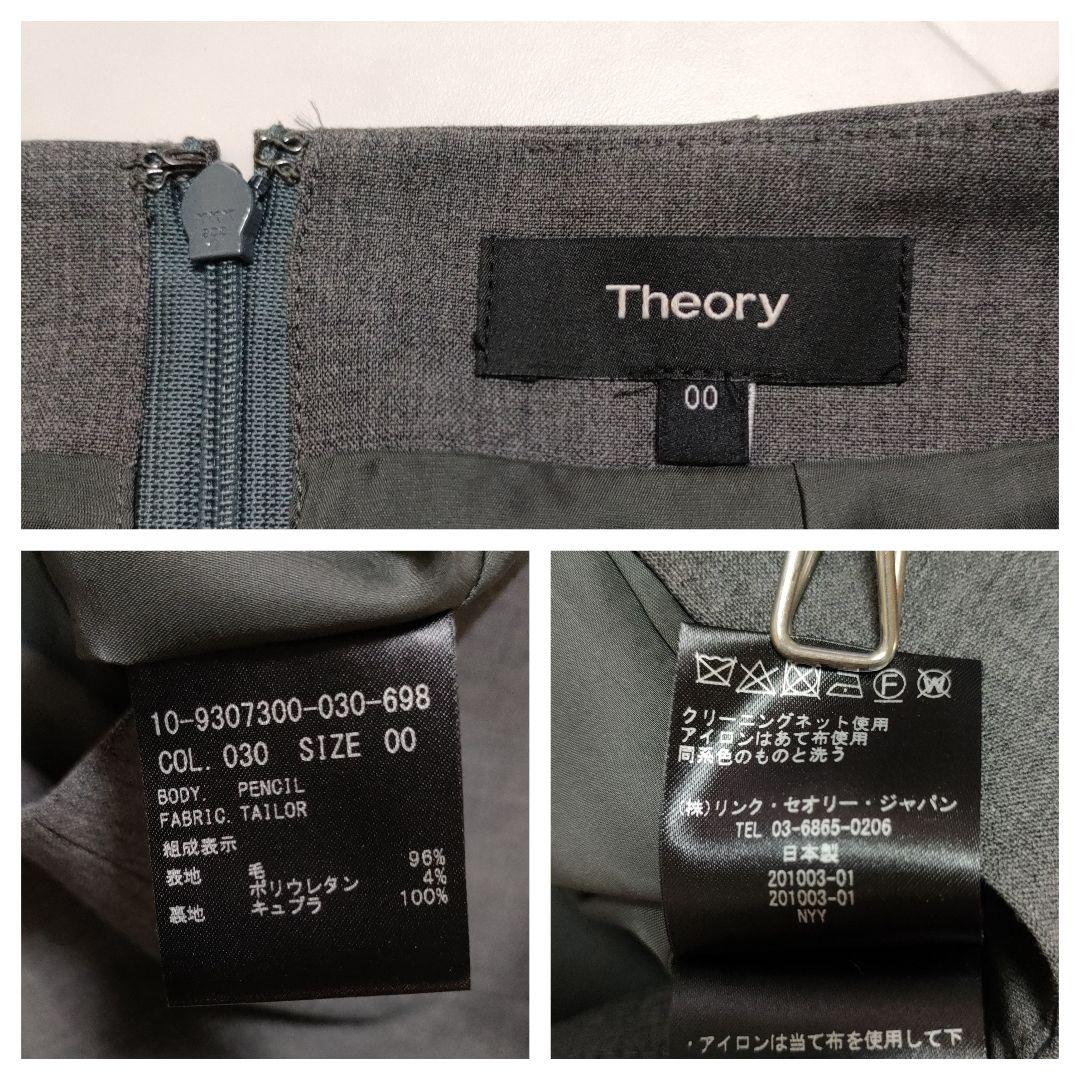 Theory
00
10-9307300-030-698
COL. 030 SIZE 00
BODY. PENCIL
FABRIC. TAILOR
組成表示
表地 毛 96%
ポリウレタン 4%
裏地 キュプラ 100%
F
W
クリーニングネット使用
アイロンはあて布使用
同系色のものと洗う
(株)リンク・セオリー・ジャパン
TEL 03-6865-0206
日本製
201003-01
201003-01
NYY
・アイロンは当て布を使用して下